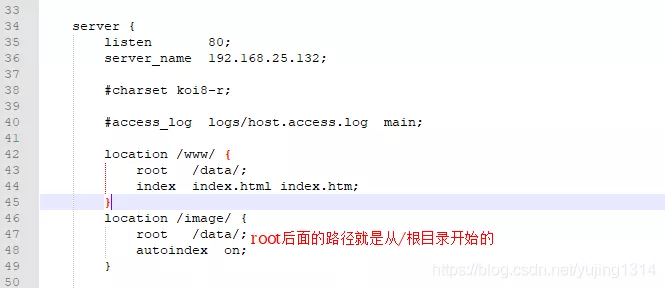 33
34 server {
35 listen 80;
36 server_name 192.168.25.132;
37
38 #charset koi8-r;
39
40 #access_log logs/host.access.log main;
41
42 location /www/ {
43 root /data/;
44 index index.html index.htm;
45 }
46 location /image/ {
47 root /data/; root后面的路径就是从/根目录开始的
48 autoindex on;
49 }
50
https://blog.csdn.net/yujing1314